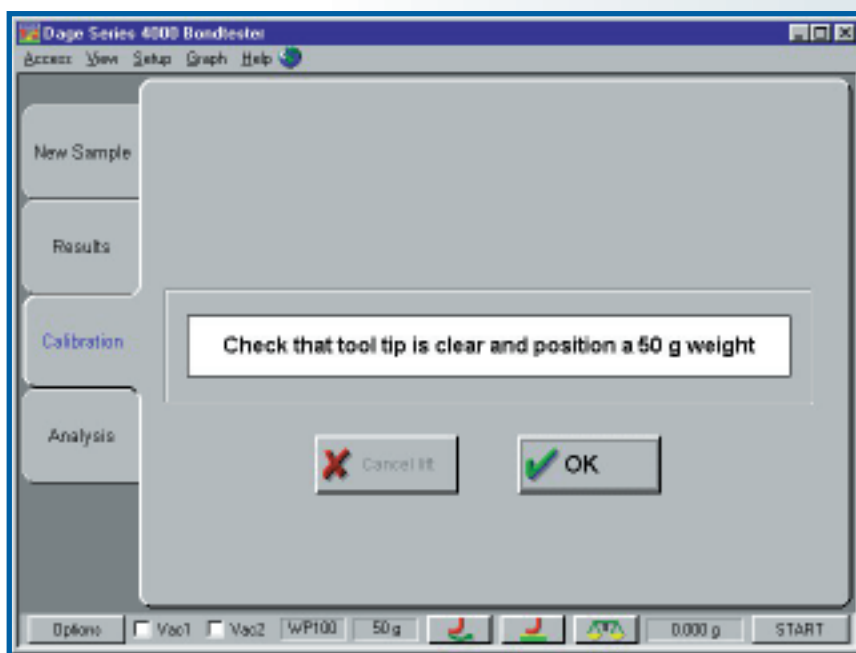 Dage Series 4000 Bondtester
Access View Setup Graph Help
New Sample
Results
Calibration
Analysis
Check that tool tip is clear and position a 50 g weight
Cancel lift OK
Options Vac1 Vac2 WP100 50 g 0.000 g START